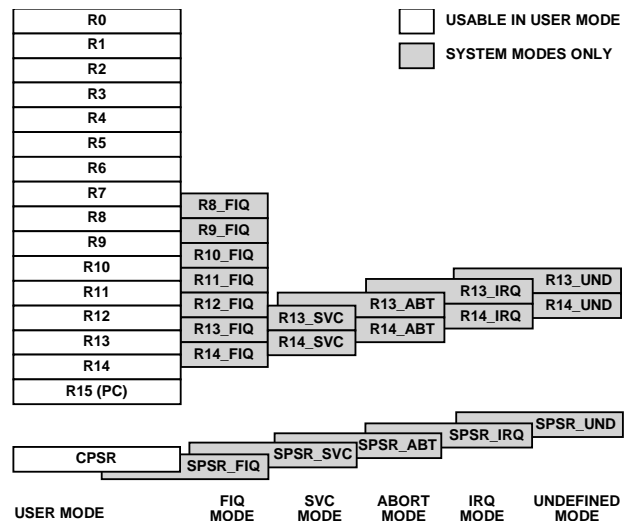 R0
R1
R2
R3
R4
R5
R6
R7
R8
R9
R10
R11
R12
R13
R14
R15 (PC)
R8_FIQ
R9_FIQ
R10_FIQ
R11_FIQ
R12_FIQ
R13_FIQ
R14_FIQ
R13_SVC
R14_SVC
R13_ABT
R14_ABT
R13_IRQ
R14_IRQ
R13_UND
R14_UND
USABLE IN USER MODE
SYSTEM MODES ONLY
CPSR
SPSR_FIQ
SPSR_SVC
SPSR_ABT
SPSR_IRQ
SPSR_UND
USER MODE
FIQ
MODE
SVC
MODE
ABORT
MODE
IRQ
MODE
UNDEFINED
MODE